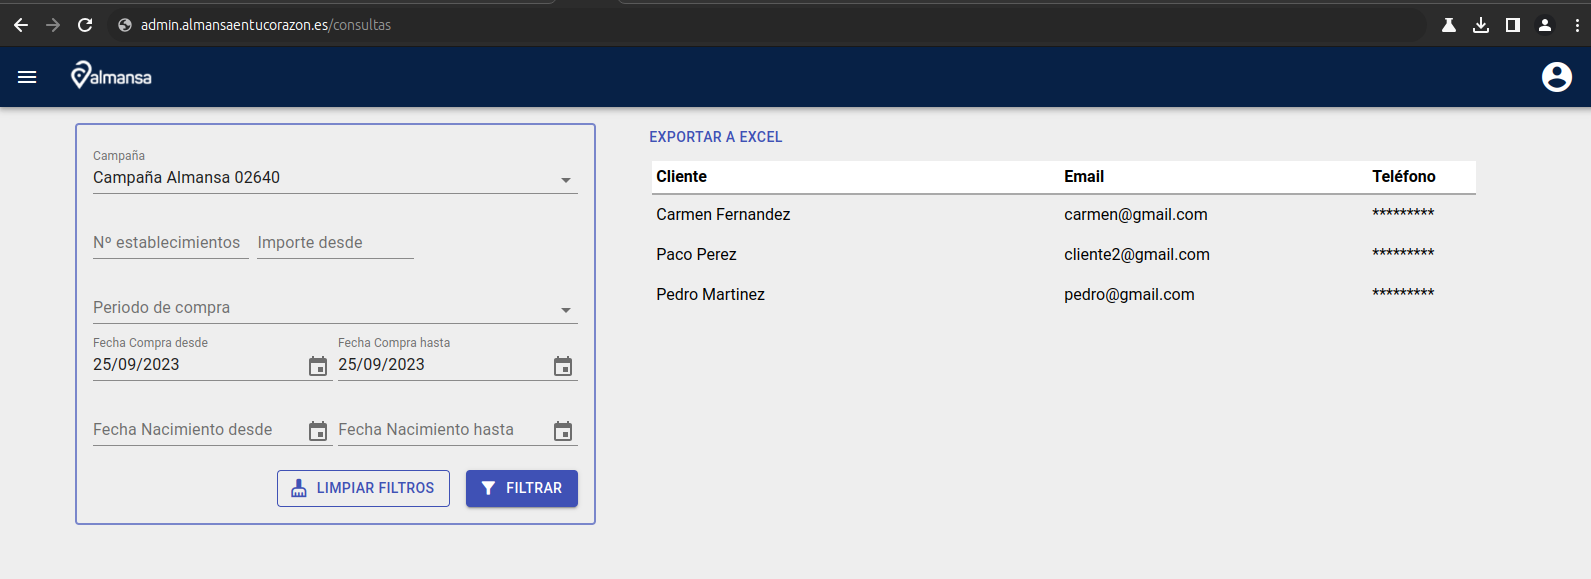 admin.almansaentucorazon.es/consultas
almansa
Campaña
Campaña Almansa 02640
Nº establecimientos Importe desde
Periodo de compra
Fecha Compra desde Fecha Compra hasta
25/09/2023 25/09/2023
Fecha Nacimiento desde Fecha Nacimiento hasta
LIMPIAR FILTROS FILTRAR
EXPORTAR A EXCEL
Cliente Email Teléfono
Carmen Fernandez carmen@gmail.com *********
Paco Perez cliente2@gmail.com *********
Pedro Martinez pedro@gmail.com *********